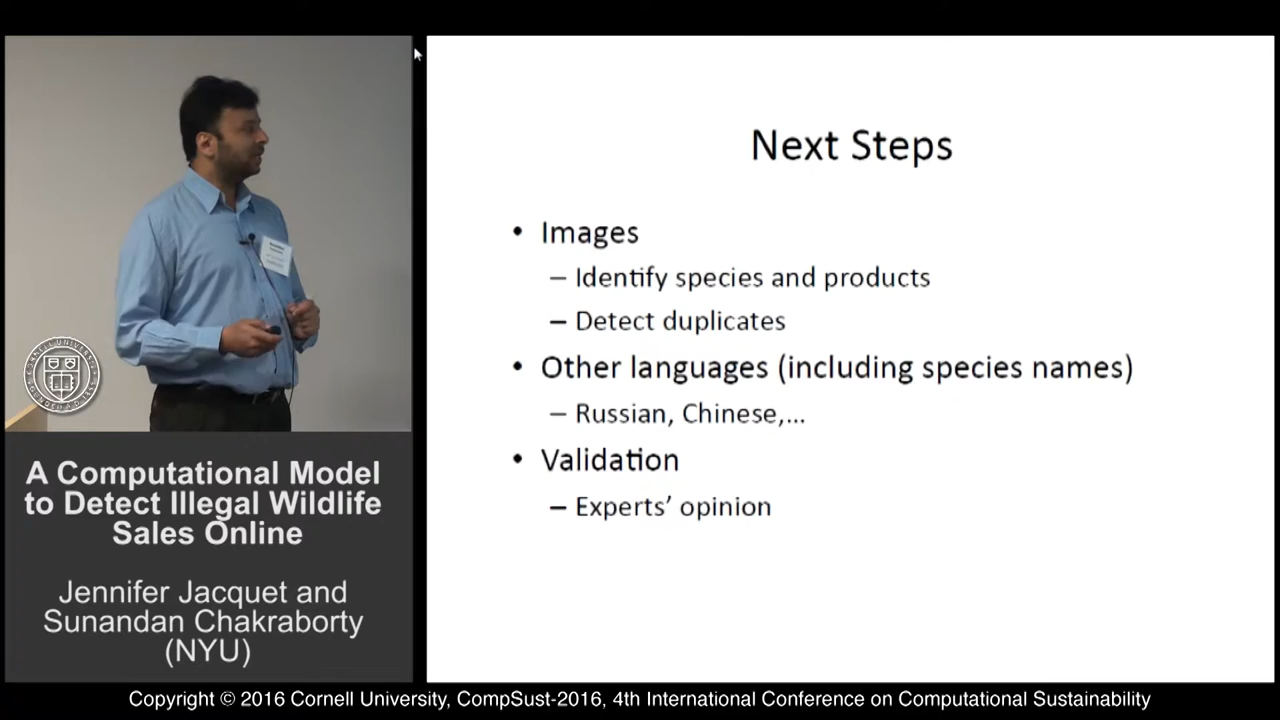 Next Steps
• Images
– Identify species and products
– Detect duplicates
• Other languages (including species names)
– Russian, Chinese,...
• Validation
– Experts’ opinion
A Computational Model
to Detect Illegal Wildlife
Sales Online
Jennifer Jacquet and
Sunandan Chakraborty
(NYU)
Copyright © 2016 Cornell University, CompSust-2016, 4th International Conference on Computational Sustainability